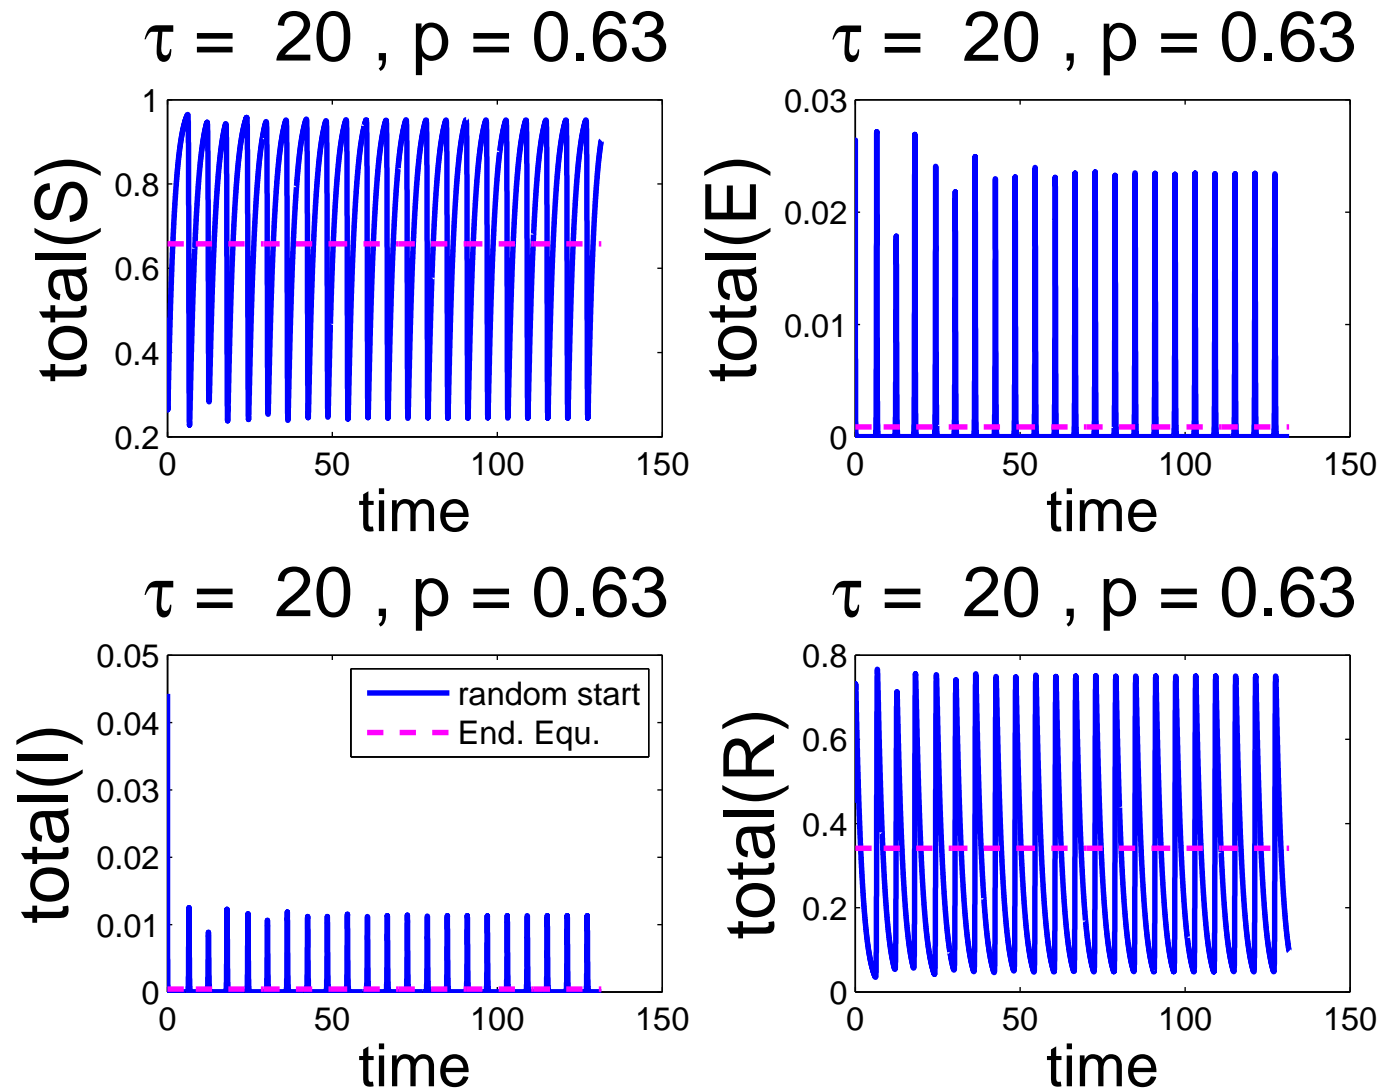 τ = 20 , p = 0.63
total(S)
1
0.8
0.6
0.4
0.2
0 50 100 150
time
τ = 20 , p = 0.63
total(E)
0.03
0.02
0.01
0
0 50 100 150
time
τ = 20 , p = 0.63
total(I)
0.05
0.04
0.03
0.02
0.01
0
random start
End. Equ.
0 50 100 150
time
τ = 20 , p = 0.63
total(R)
0.8
0.6
0.4
0.2
0
0 50 100 150
time